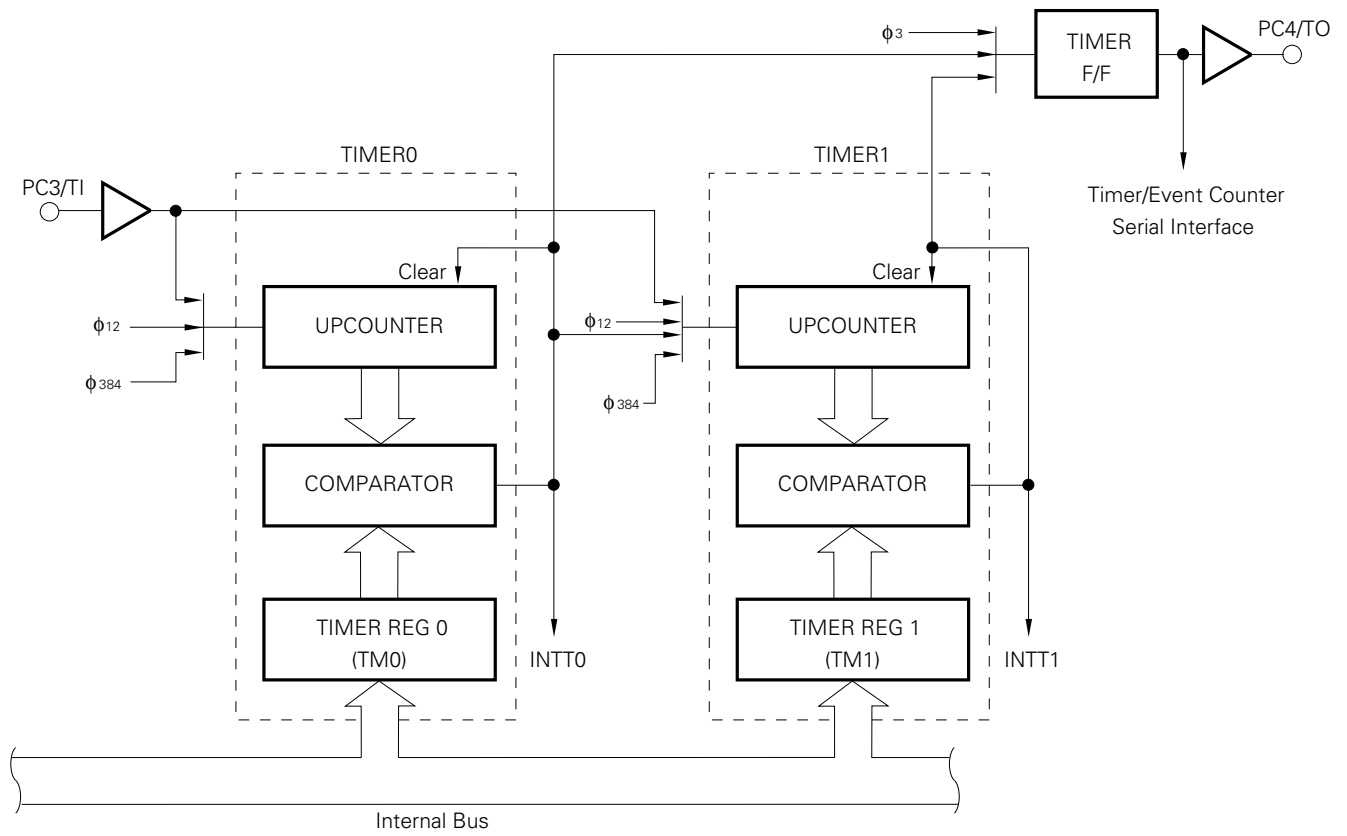 ϕ3
TIMER
F/F
PC4/TO
TIMER0
TIMER1
PC3/TI
Timer/Event Counter
Serial Interface
Clear
Clear
ϕ12
UPCOUNTER
ϕ12
UPCOUNTER
ϕ384
ϕ384
COMPARATOR
COMPARATOR
TIMER REG 0
(TM0)
INTT0
TIMER REG 1
(TM1)
INTT1
Internal Bus